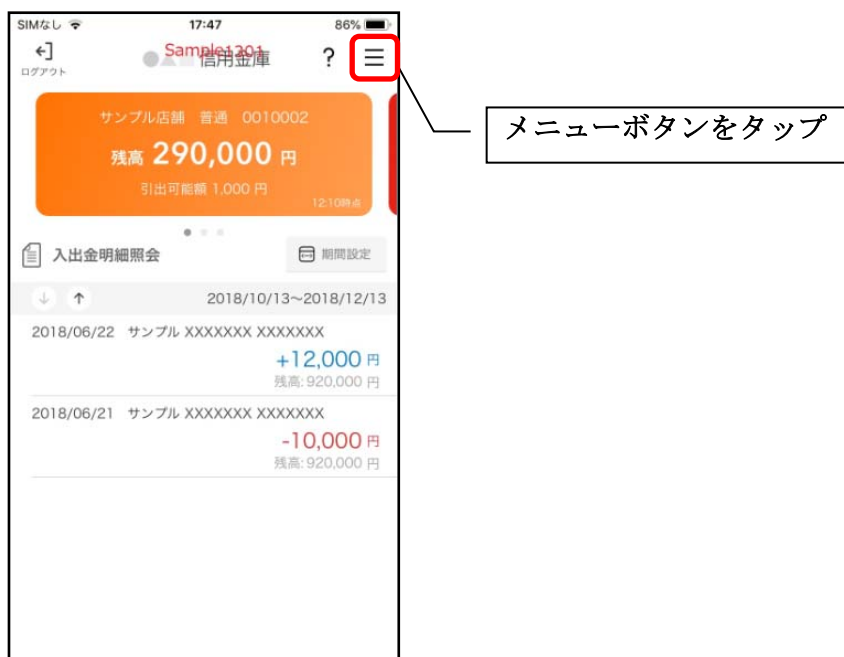 SIMなし 17:47 86%
Sample1201
●▲■信用金庫 ?
ログアウト
サンプル店舗 普通 0010002
残高 290,000 円
引出可能額 1,000 円
12:10時点
入出金明細照会 期間設定
↓ ↑ 2018/10/13~2018/12/13
2018/06/22 サンプル XXXXXXX XXXXXXX
+12,000 円
残高: 920,000 円
2018/06/21 サンプル XXXXXXX XXXXXXX
-10,000 円
残高: 920,000 円
メニューボタンをタップ